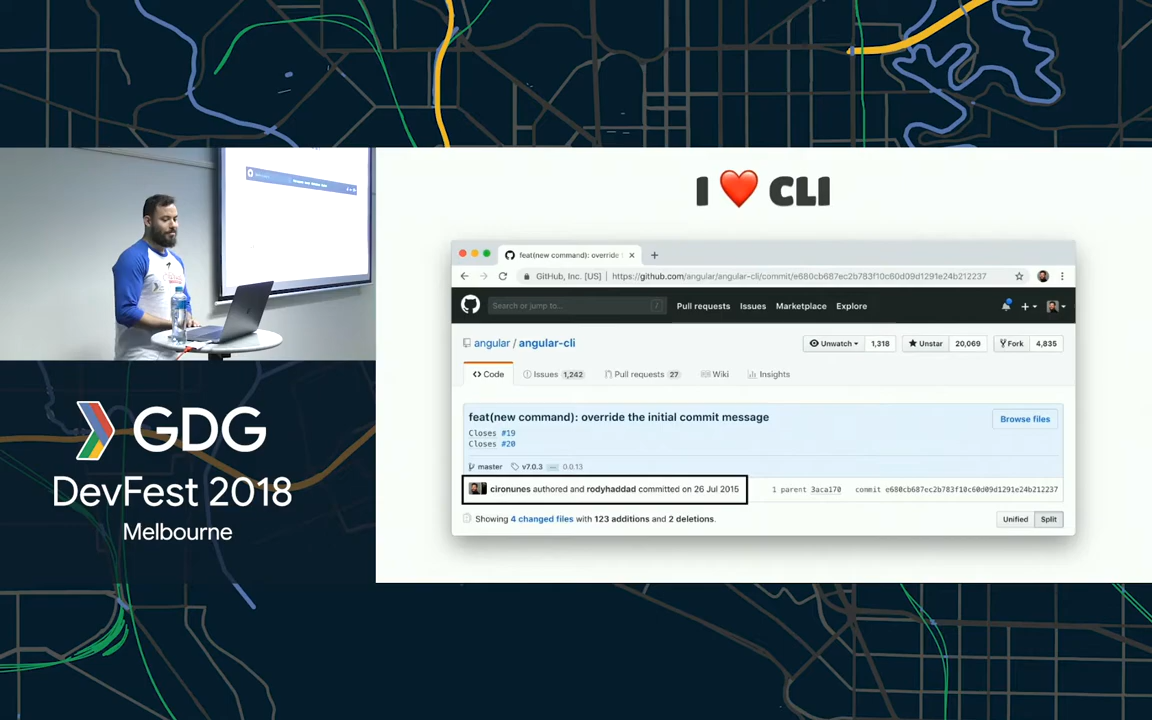 I ❤️ CLI
feat(new command): override
GitHub, Inc. [US] https://github.com/angular/angular-cli/commit/e680cb687ec2b783f10c60d09d1291e24b212237
Search or jump to... /
Pull requests Issues Marketplace Explore
angular / angular-cli
Unwatch 1,318 Unstar 20,069 Fork 4,835
Code Issues 1,242 Pull requests 27 Wiki Insights
feat(new command): override the initial commit message
Browse files
Closes #19
Closes #20
master v7.0.3 ... 0.0.13
cironunes authored and rodyhaddad committed on 26 Jul 2015 1 parent 3aca170 commit e680cb687ec2b783f10c60d09d1291e24b212237
Showing 4 changed files with 123 additions and 2 deletions. Unified Split
GDG
DevFest 2018
Melbourne